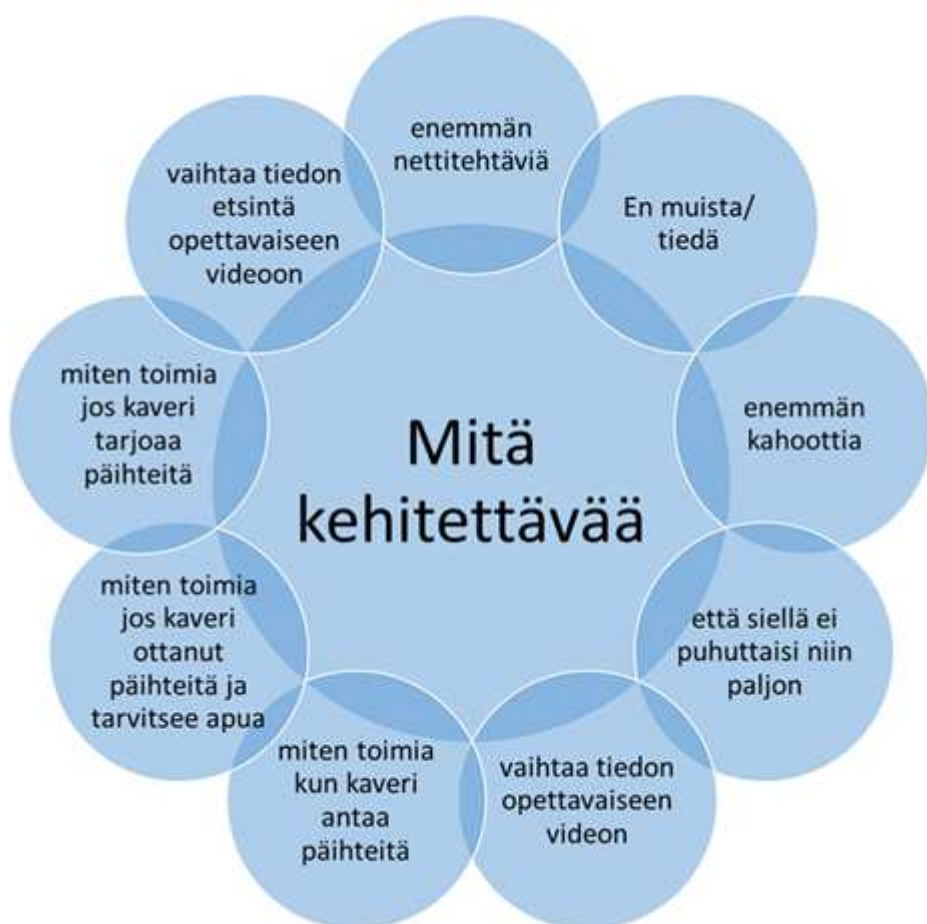 enemmän
nettitehtäviä
En muista/
tiedä
enemmän
kahoottia
että siellä ei
puhuttaisi niin
paljon
vaihtaa tiedon
opettavaiseen
videon
miten toimia
kun kaveri
antaa
päihteitä
miten toimia
jos kaveri
ottanut
päihteitä ja
tarvitsee apua
miten toimia
jos kaveri
tarjoaa
päihteitä
vaihtaa tiedon
etsintä
opettavaiseen
videoon
Mitä
kehitettävää